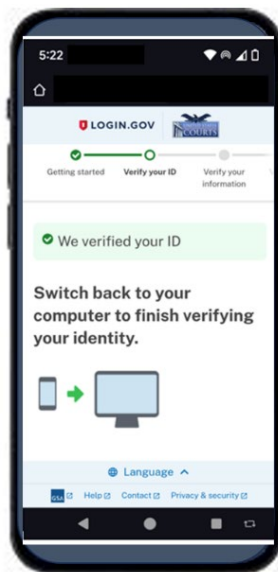 5:22
LOGIN.GOV
COURTS
Getting started
Verify your ID
Verify your
information
We verified your ID
Switch back to your
computer to finish verifying
your identity.
Language
GSA Help Contact Privacy & security